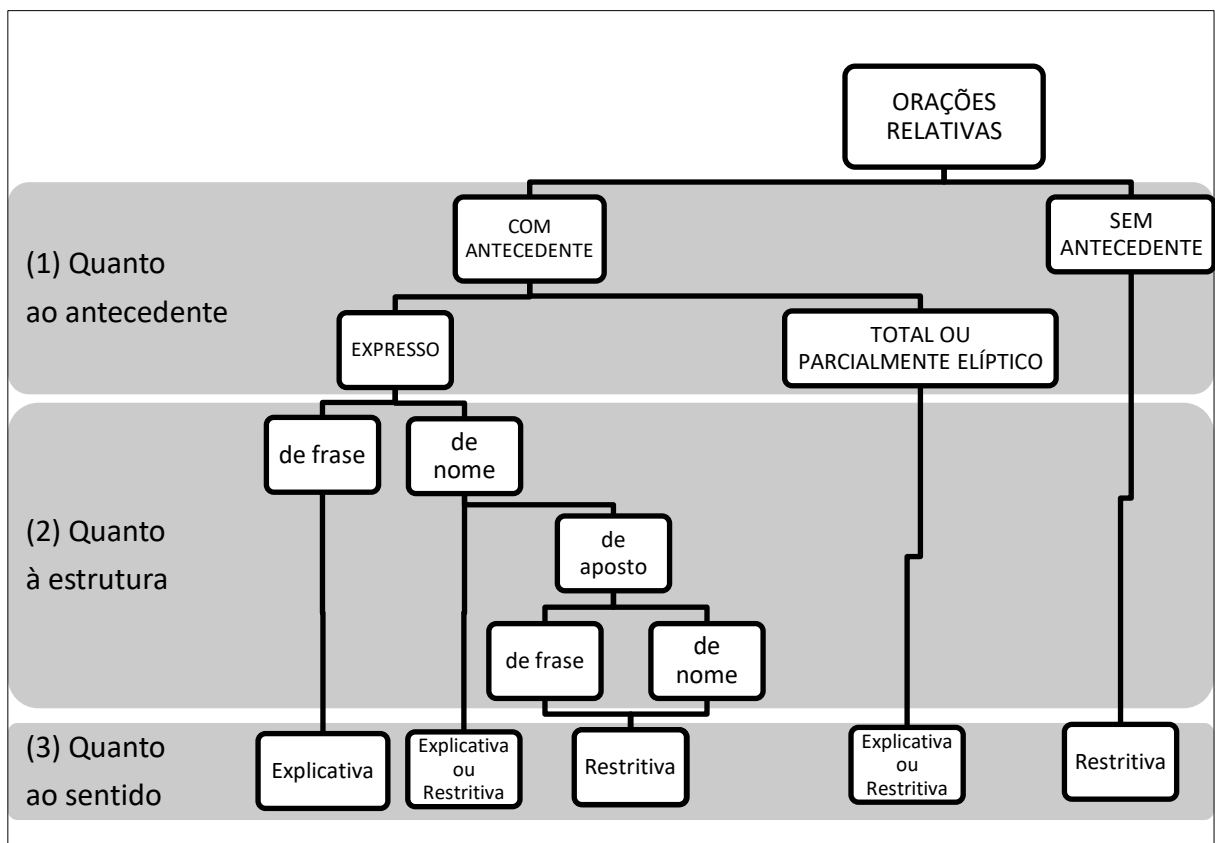 ORAÇÕES
RELATIVAS
(1) Quanto
ao antecedente
COM
ANTECEDENTE
SEM
ANTECEDENTE
EXPRESSO
TOTAL OU
PARCIALMENTE ELÍPTICO
(2) Quanto
à estrutura
de frase
de
nome
de
aposto
de frase
de
nome
(3) Quanto
ao sentido
Explicativa
Explicativa
ou
Restritiva
Restritiva
Explicativa
ou
Restritiva
Restritiva